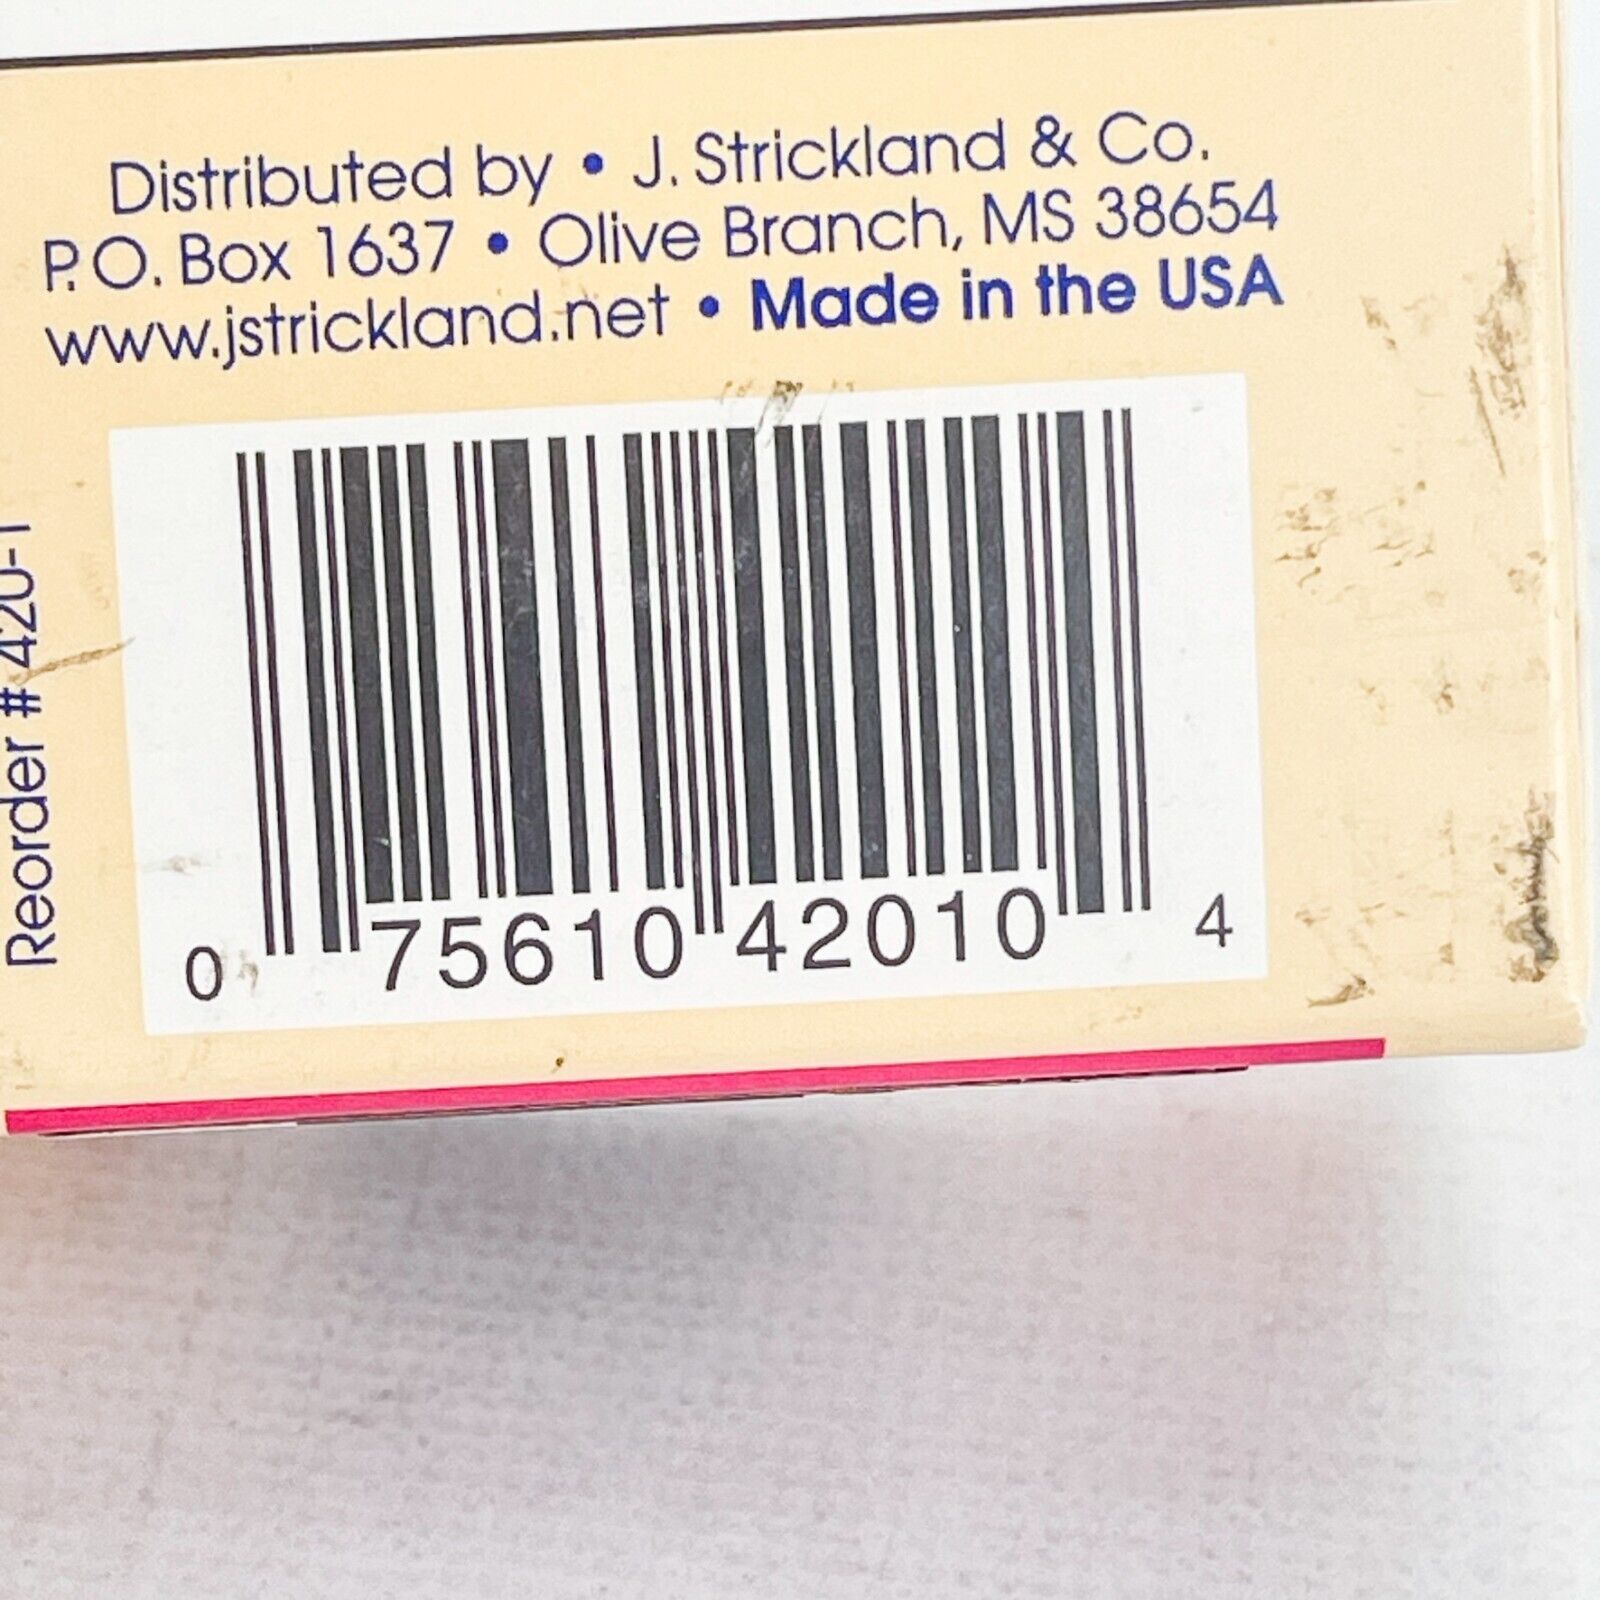 Distributed by • J. Strickland & Co.
P.O. Box 1637 • Olive Branch, MS 38654
www.jstrickland.net • Made in the USA
Reorder # 420-1
0 75610 42010 4